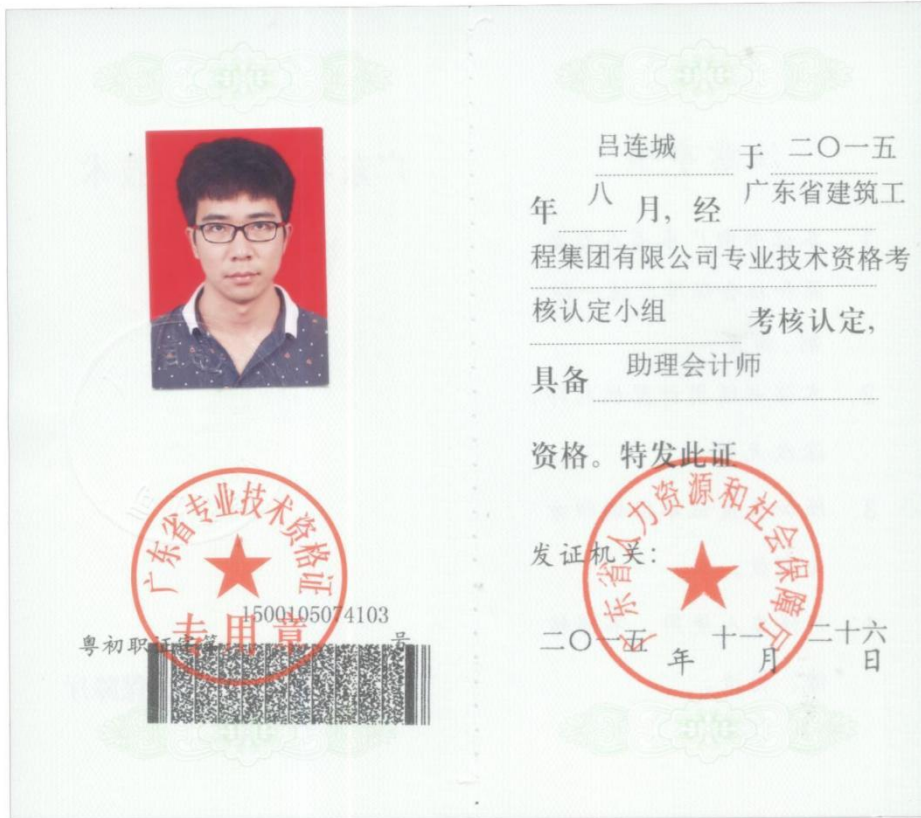 广东省专业技术资格证
专用章
1500105074103
粤初职证字第 号
吕连城 于 二〇一五
年 八 月，经 广东省建筑工
程集团有限公司专业技术资格考
核认定小组 考核认定，
具备 助理会计师
资格。特发此证
广东省人力资源和社会保障厅
发证机关：
二〇一五 年 十一 月 二十六 日